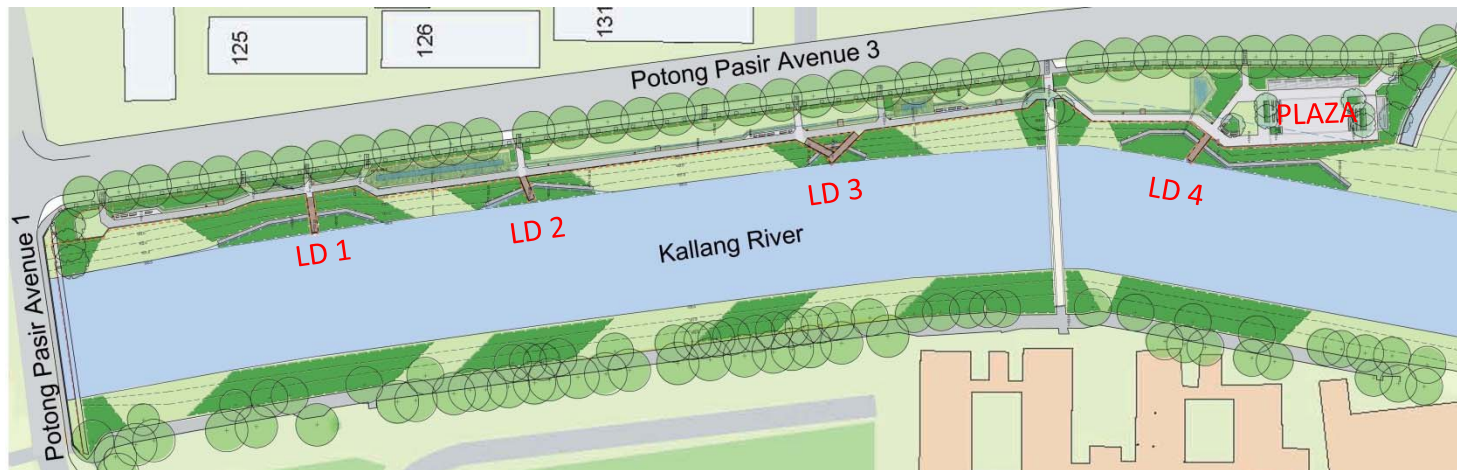 131
125
126
Potong Pasir Avenue 3
PLAZA
Potong Pasir Avenue 1
LD 1
LD 2
LD 3
LD 4
Kallang River